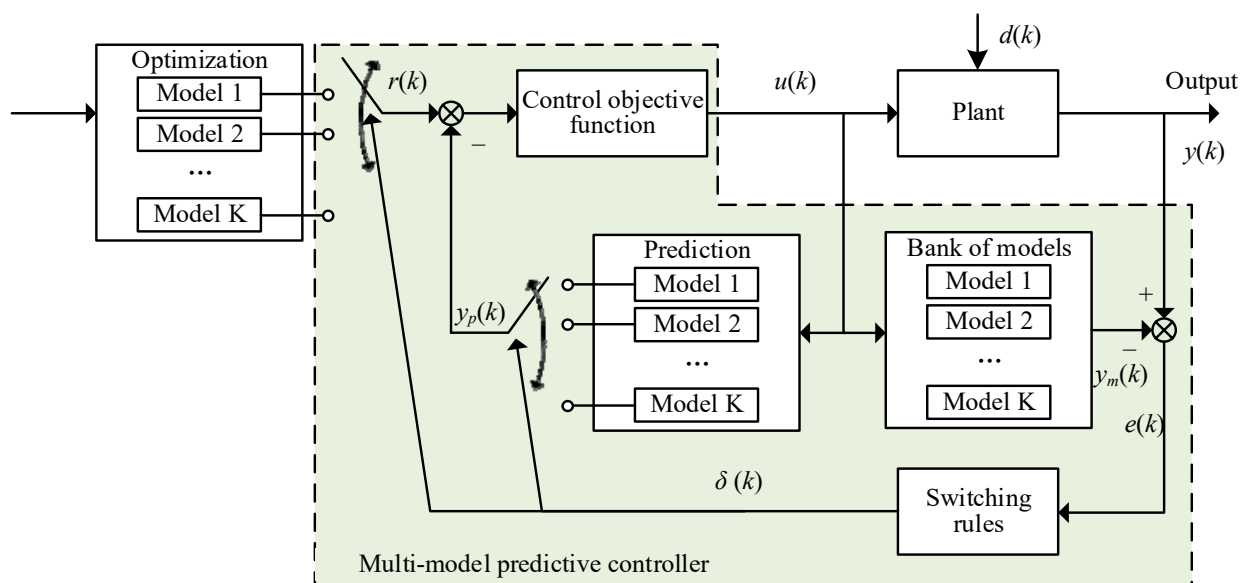 Optimization
Model 1
Model 2
...
Model K
r(k)
−
Control objective
function
u(k)
d(k)
Plant
Output
y(k)
Prediction
Model 1
Model 2
...
Model K
y_p(k)
Bank of models
Model 1
Model 2
...
Model K
+
−
y_m(k)
e(k)
δ (k)
Switching
rules
Multi-model predictive controller